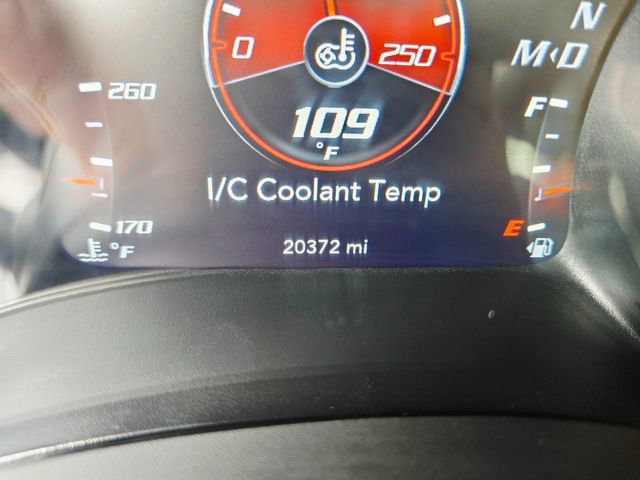 N
0
250
M
D
260
F
109
°F
I/C Coolant Temp
170
E
°F
20372 mi